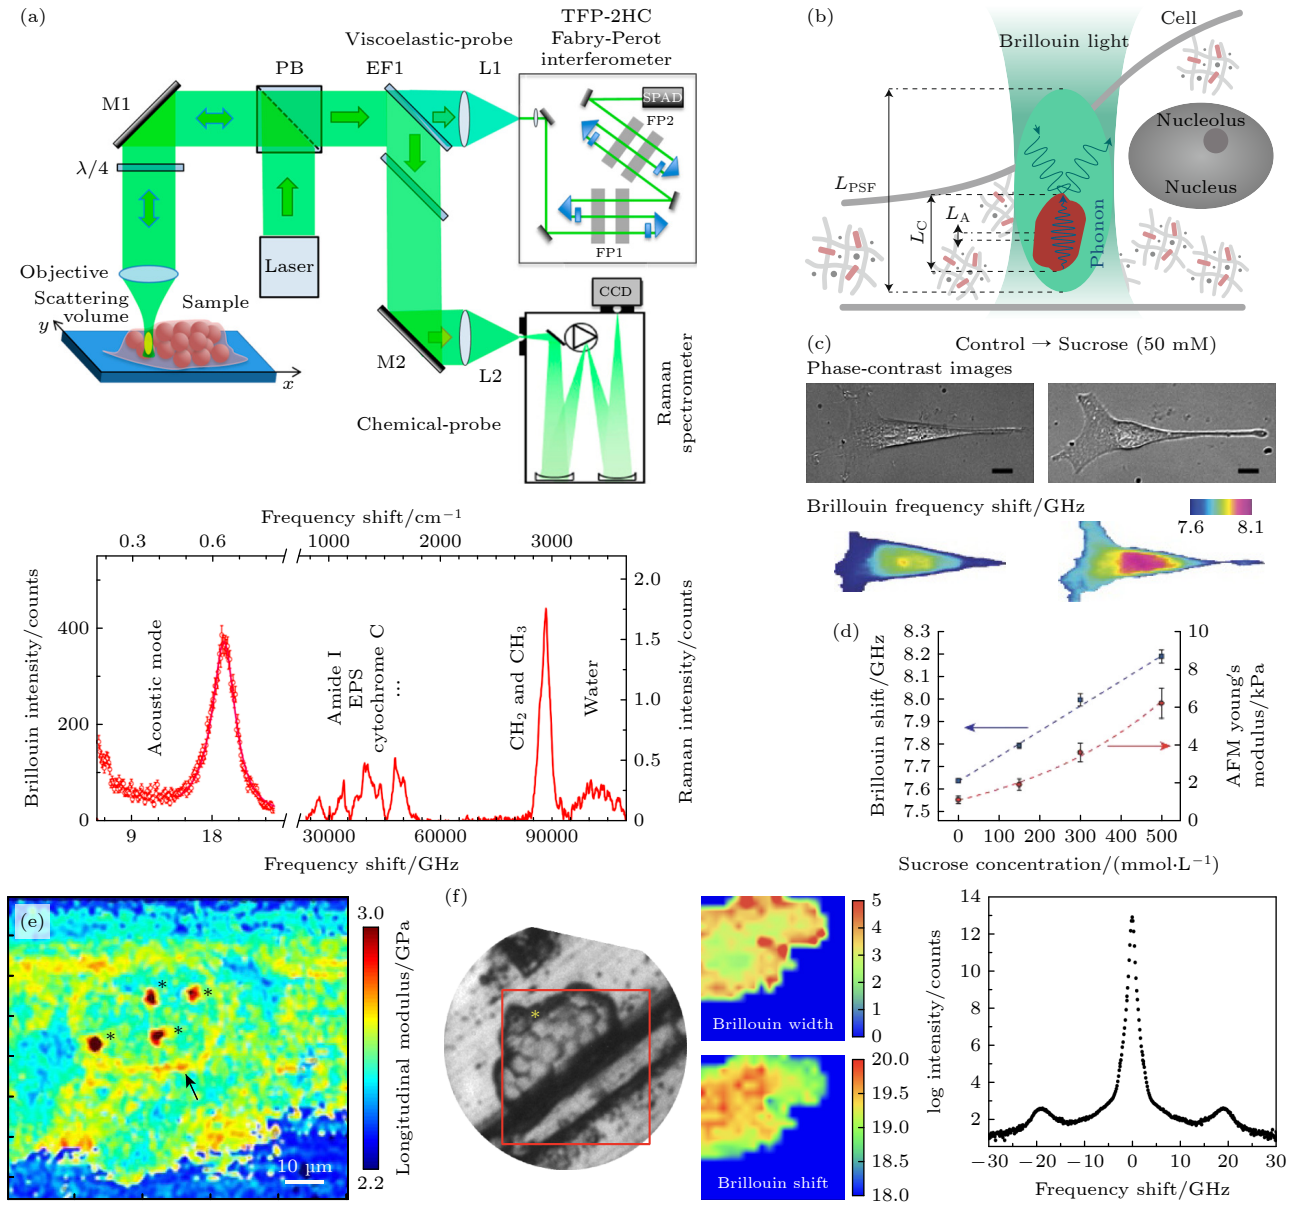 (a)
TFP-2HC
Fabry-Perot
interferometer
Viscoelastic-probe
PB
EF1
L1
M1
SPAD
FP2
FP1
λ/4
Laser
Objective
Scattering
volume
Sample
y
x
M2
L2
CCD
Chemical-probe
Raman
spectrometer
(b)
Cell
Brillouin light
Nucleolus
Nucleus
L_PSF
L_C
L_A
Phonon
(c)
Control → Sucrose (50 mM)
Phase-contrast images
Brillouin frequency shift/GHz
7.6
8.1
Frequency shift/cm⁻¹
0.3
0.6
1000
2000
3000
Brillouin intensity/counts
400
200
0
Acoustic mode
Amide I
EPS
cytochrome C
...
CH₂ and CH₃
Water
2.0
1.5
1.0
0.5
0
Raman intensity/counts
9
18
30000
60000
90000
Frequency shift/GHz
(d)
Brillouin shift/GHz
8.3
8.2
8.1
8.0
7.9
7.8
7.7
7.6
7.5
10
8
6
4
2
0
AFM young's
modulus/kPa
0
100
200
300
400
500
Sucrose concentration/(mmol·L⁻¹)
(e)
*
*
*
*
10 µm
3.0
2.2
Longitudinal modulus/GPa
(f)
*
Brillouin width
5
4
3
2
1
0
Brillouin shift
20.0
19.5
19.0
18.5
18.0
log intensity/counts
14
12
10
8
6
4
2
−30
−20
−10
0
10
20
30
Frequency shift/GHz